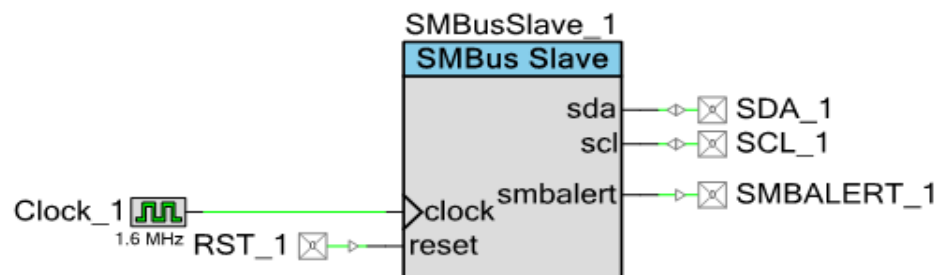 SMBusSlave_1
SMBus Slave
sda SDA_1
scl SCL_1
smbalert SMBALERT_1
Clock_1 clock
1.6 MHz
RST_1 reset